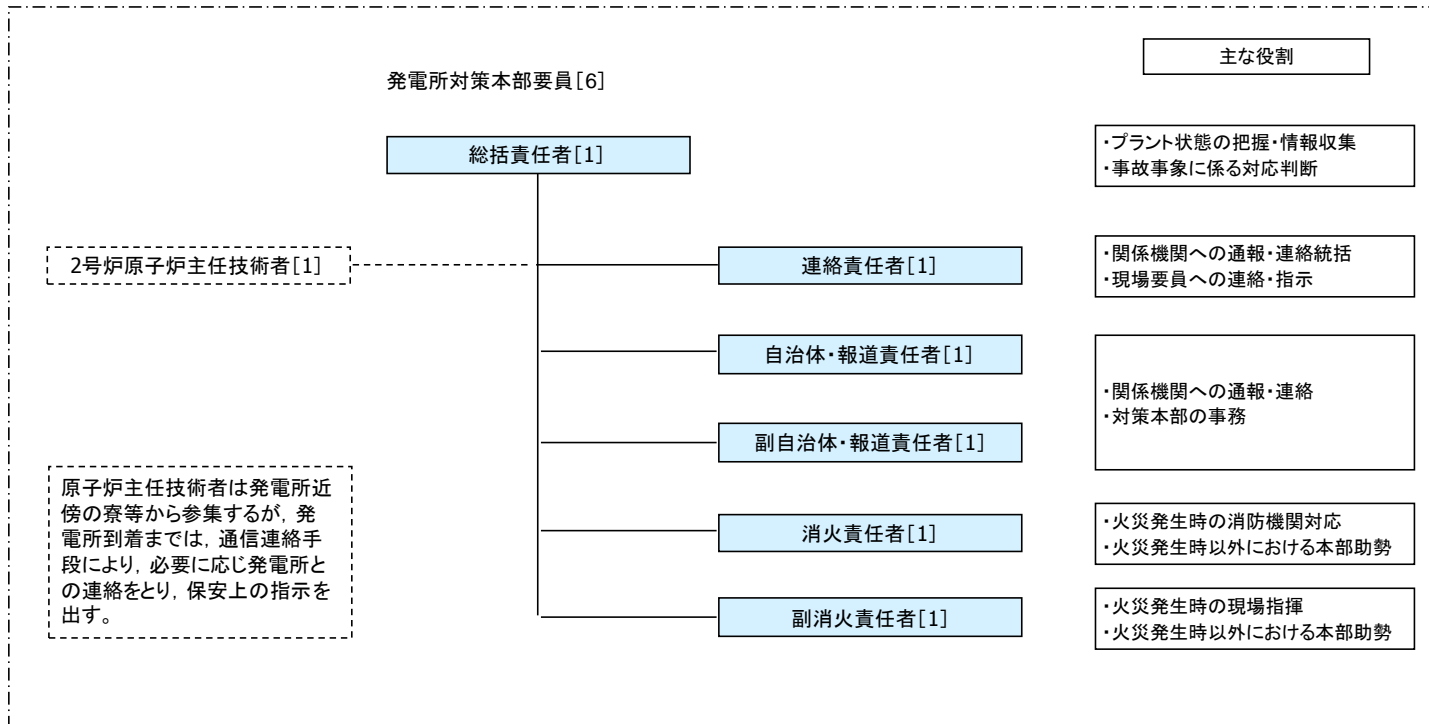 主な役割
発電所対策本部要員[6]
総括責任者[1]
・プラント状態の把握・情報収集
・事故事象に係る対応判断
2号炉原子炉主任技術者[1]
連絡責任者[1]
・関係機関への通報・連絡統括
・現場要員への連絡・指示
自治体・報道責任者[1]
・関係機関への通報・連絡
・対策本部の事務
副自治体・報道責任者[1]
原子炉主任技術者は発電所近
傍の寮等から参集するが，発
電所到着までは，通信連絡手
段により，必要に応じ発電所と
の連絡をとり，保安上の指示を
出す。
消火責任者[1]
・火災発生時の消防機関対応
・火災発生時以外における本部助勢
副消火責任者[1]
・火災発生時の現場指揮
・火災発生時以外における本部助勢